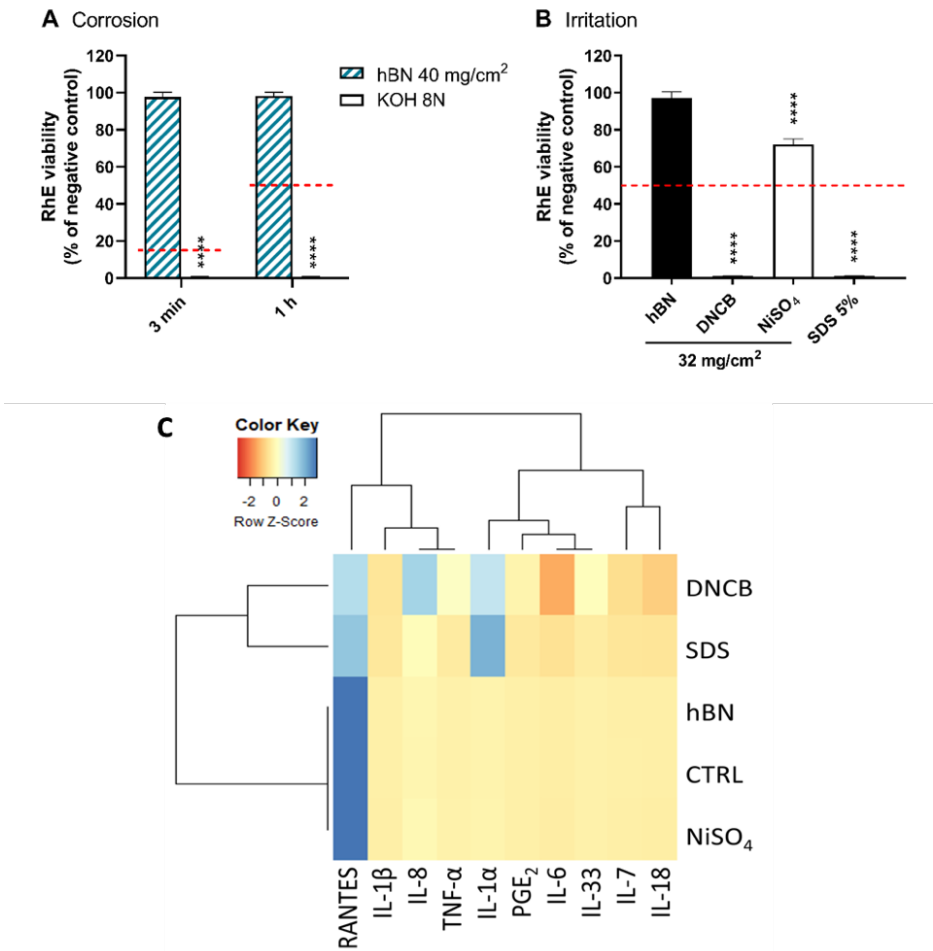 A Corrosion
120
100
80
60
40
20
0
RhE viability
(% of negative control)
****
****
3 min
1 h
hBN 40 mg/cm²
KOH 8N
B Irritation
120
100
80
60
40
20
0
RhE viability
(% of negative control)
****
****
****
hBN
DNCB
NiSO₄
SDS 5%
32 mg/cm²
C
Color Key
-2 0 2
Row Z-Score
DNCB
SDS
hBN
CTRL
NiSO₄
RANTES
IL-1β
IL-8
TNF-α
IL-1α
PGE₂
IL-6
IL-33
IL-7
IL-18